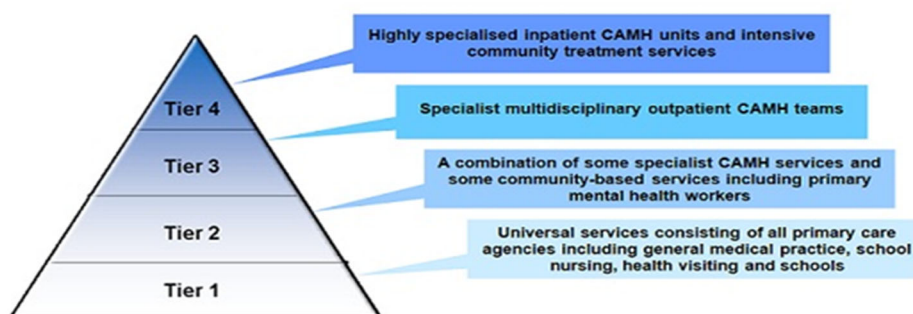 Highly specialised inpatient CAMH units and intensive
community treatment services
Tier 4
Specialist multidisciplinary outpatient CAMH teams
Tier 3
A combination of some specialist CAMH services and
some community-based services including primary
mental health workers
Tier 2
Universal services consisting of all primary care
agencies including general medical practice, school
nursing, health visiting and schools
Tier 1